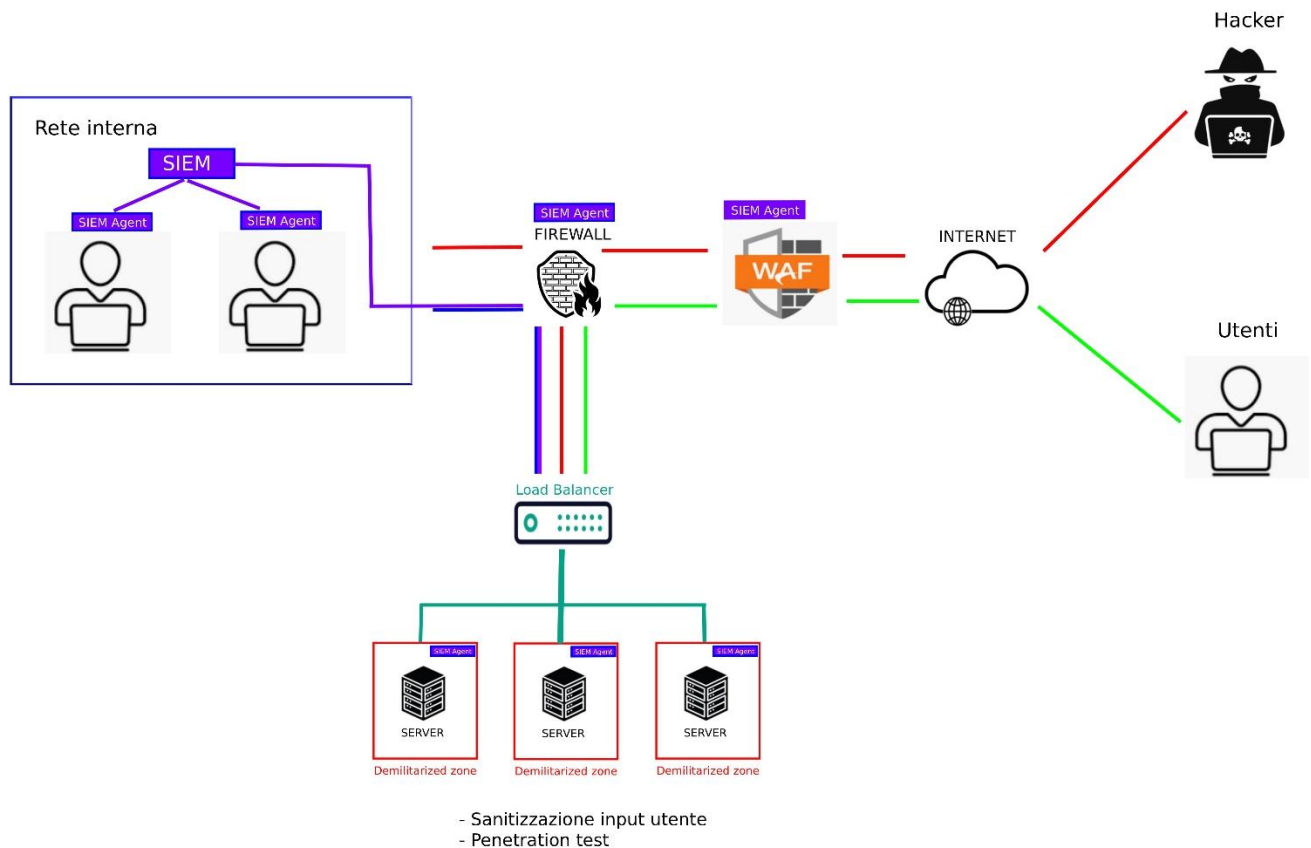 Hacker
Rete interna
SIEM
SIEM Agent
SIEM Agent
SIEM Agent
FIREWALL
SIEM Agent
WAF
INTERNET
Utenti
Load Balancer
SIEM Agent
SIEM Agent
SIEM Agent
SERVER
SERVER
SERVER
Demilitarized zone
Demilitarized zone
Demilitarized zone
- Sanitizzazione input utente
- Penetration test